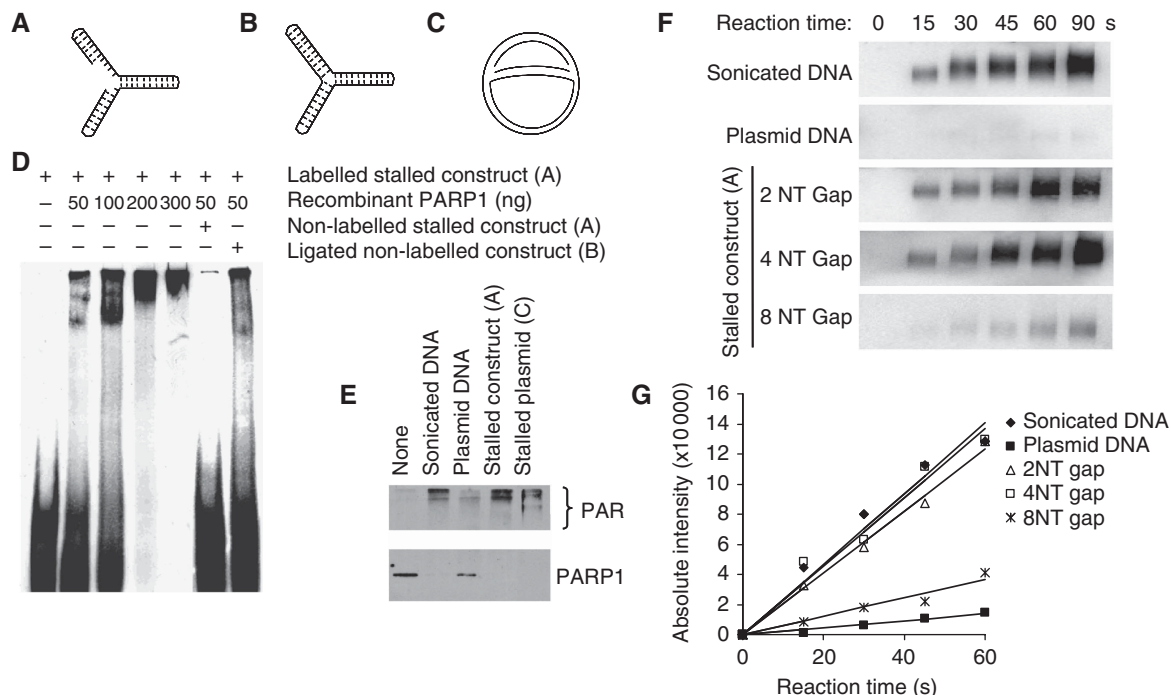 A
B
C
D
+ + + + + + + Labelled stalled construct (A)
– 50 100 200 300 50 50 Recombinant PARP1 (ng)
– – – – – + – Non-labelled stalled construct (A)
– – – – – – + Ligated non-labelled construct (B)
E
None
Sonicated DNA
Plasmid DNA
Stalled construct (A)
Stalled plasmid (C)
PAR
PARP1
F
Reaction time: 0 15 30 45 60 90 s
Sonicated DNA
Plasmid DNA
Stalled construct (A)
2 NT Gap
4 NT Gap
8 NT Gap
G
Absolute intensity (x10 000)
16
14
12
10
8
6
4
2
0
0 20 40 60
Reaction time (s)
Sonicated DNA
Plasmid DNA
2NT gap
4NT gap
8NT gap